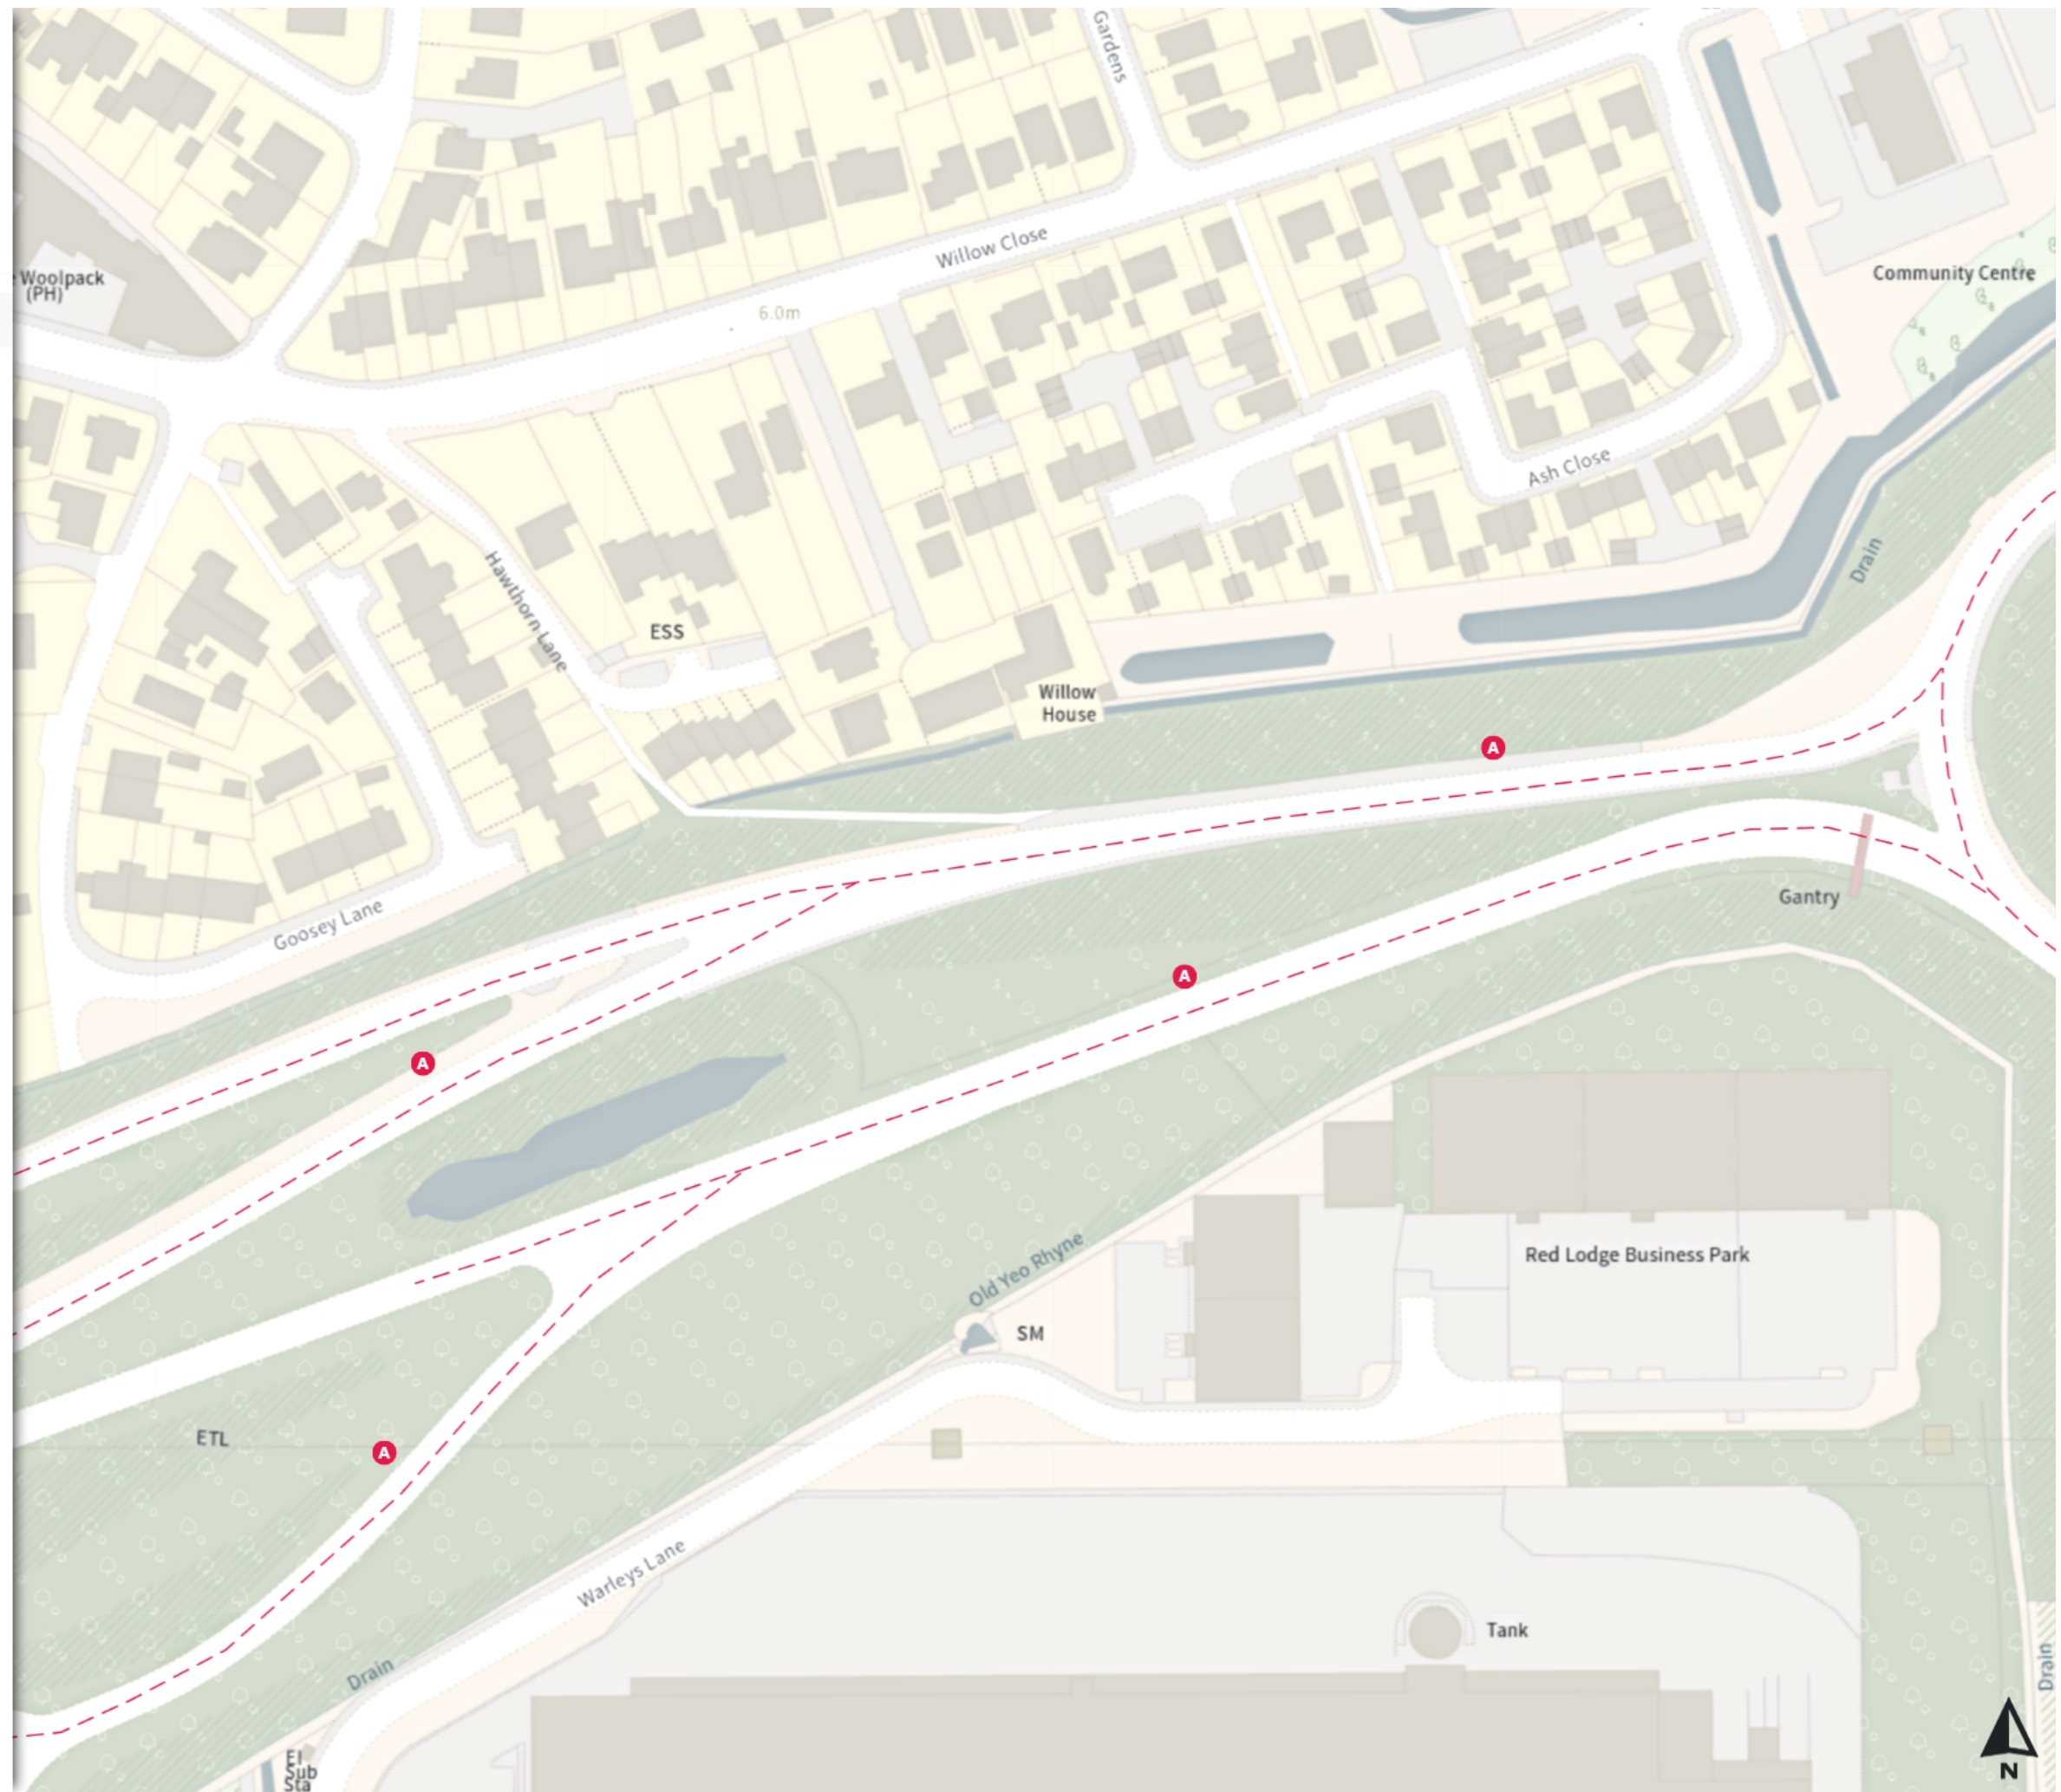 Gardens
Willow Close
Woolpack
(PH)
Community Centre
6.0m
Ash Close
Drain
Hawthorn Lane
ESS
Willow
House
A
Gantry
Goosey Lane
A
A
Old Yeo Rhyne
Red Lodge Business Park
SM
ETL
A
Warleys Lane
Tank
Drain
Drain
El
Sub
Sta
N